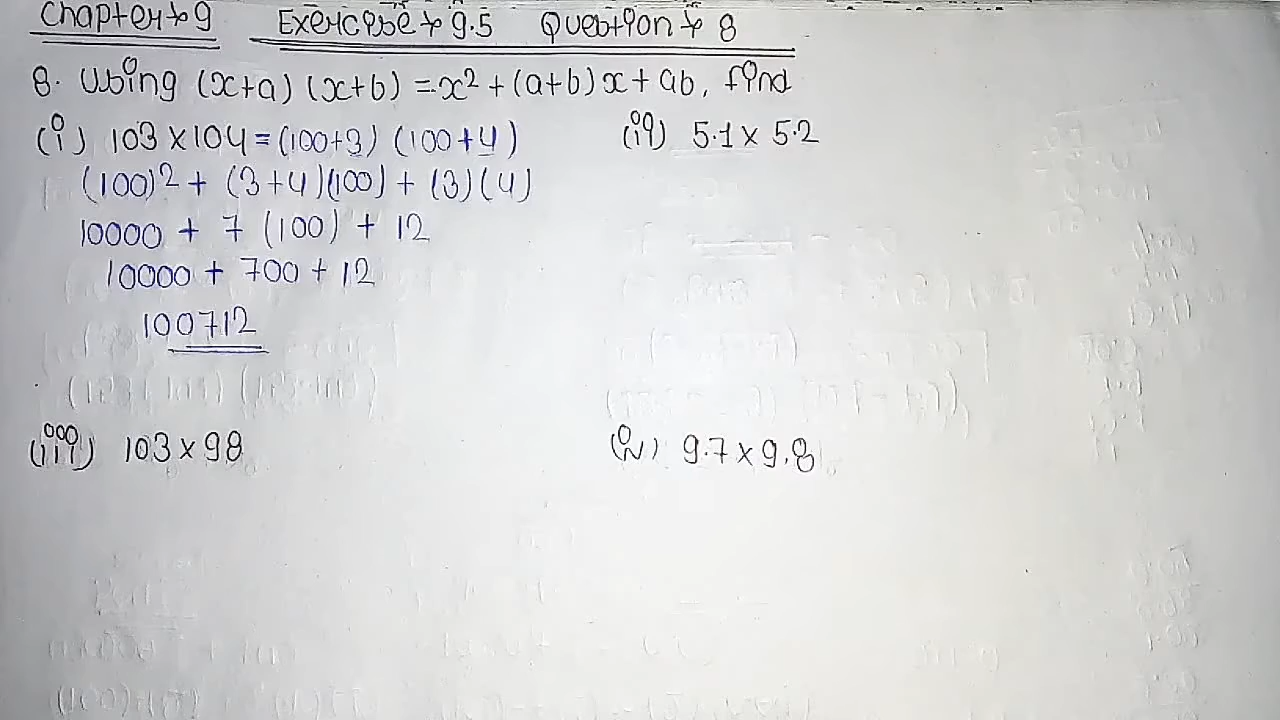 Chapter → 9 Exercise → 9.5 Question → 8
8. Using (x+a) (x+b) = x² + (a+b) x + ab, find
(i) 103 × 104 = (100+3) (100+4)
(100)² + (3+4)(100) + (3)(4)
10000 + 7 (100) + 12
10000 + 700 + 12
100712
(ii) 5.1 × 5.2
(iii) 103 × 98
(iv) 9.7 × 9.8